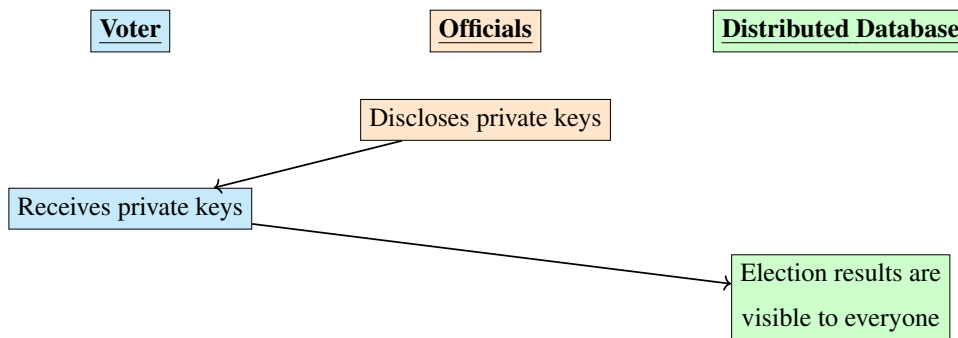 Voter
Officials
Distributed Database
Discloses private keys
Receives private keys
Election results are
visible to everyone